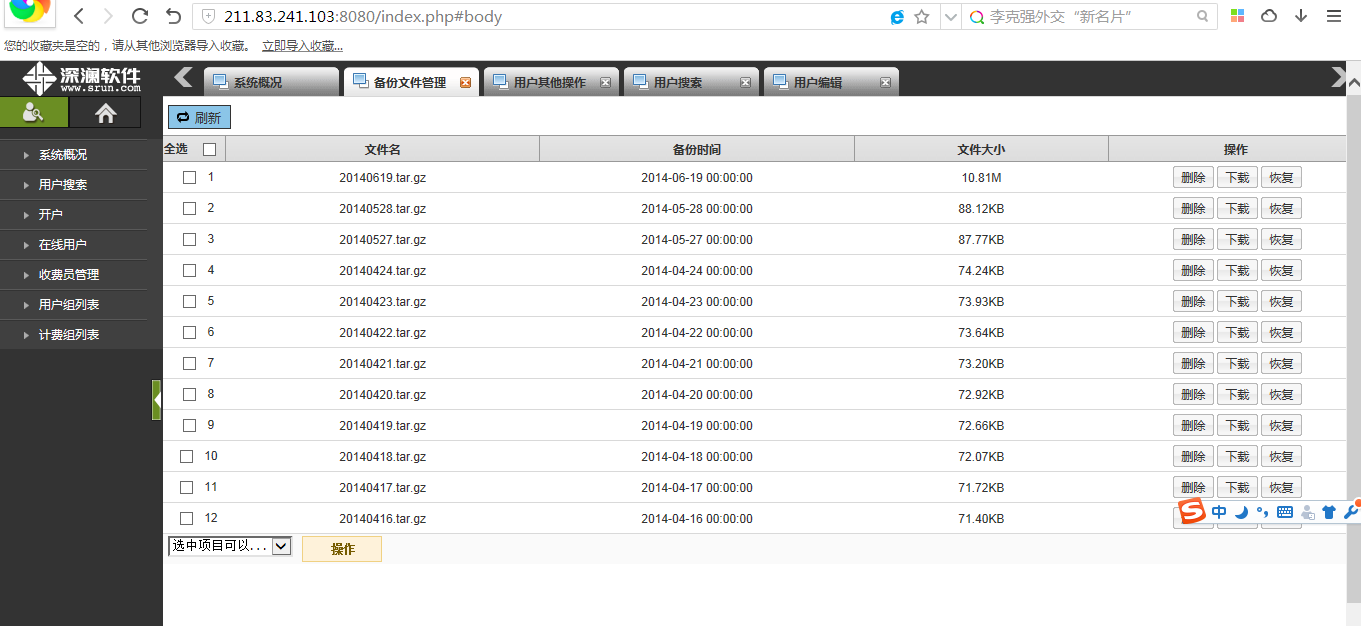 211.83.241.103:8080/index.php#body
李克强外交 “新名片”
您的收藏夹是空的，请从其他浏览器导入收藏。 立即导入收藏...
深澜软件
www.srun.com
系统概况 备份文件管理 用户其他操作 用户搜索 用户编辑
刷新
系统概况
用户搜索
开户
在线用户
收费员管理
用户组列表
计费组列表
全选 文件名 备份时间 文件大小 操作
1 20140619.tar.gz 2014-06-19 00:00:00 10.81M 删除 下载 恢复
2 20140528.tar.gz 2014-05-28 00:00:00 88.12KB 删除 下载 恢复
3 20140527.tar.gz 2014-05-27 00:00:00 87.77KB 删除 下载 恢复
4 20140424.tar.gz 2014-04-24 00:00:00 74.24KB 删除 下载 恢复
5 20140423.tar.gz 2014-04-23 00:00:00 73.93KB 删除 下载 恢复
6 20140422.tar.gz 2014-04-22 00:00:00 73.64KB 删除 下载 恢复
7 20140421.tar.gz 2014-04-21 00:00:00 73.20KB 删除 下载 恢复
8 20140420.tar.gz 2014-04-20 00:00:00 72.92KB 删除 下载 恢复
9 20140419.tar.gz 2014-04-19 00:00:00 72.66KB 删除 下载 恢复
10 20140418.tar.gz 2014-04-18 00:00:00 72.07KB 删除 下载 恢复
11 20140417.tar.gz 2014-04-17 00:00:00 71.72KB 删除 下载 恢复
12 20140416.tar.gz 2014-04-16 00:00:00 71.40KB
中
选中项目可以... 操作